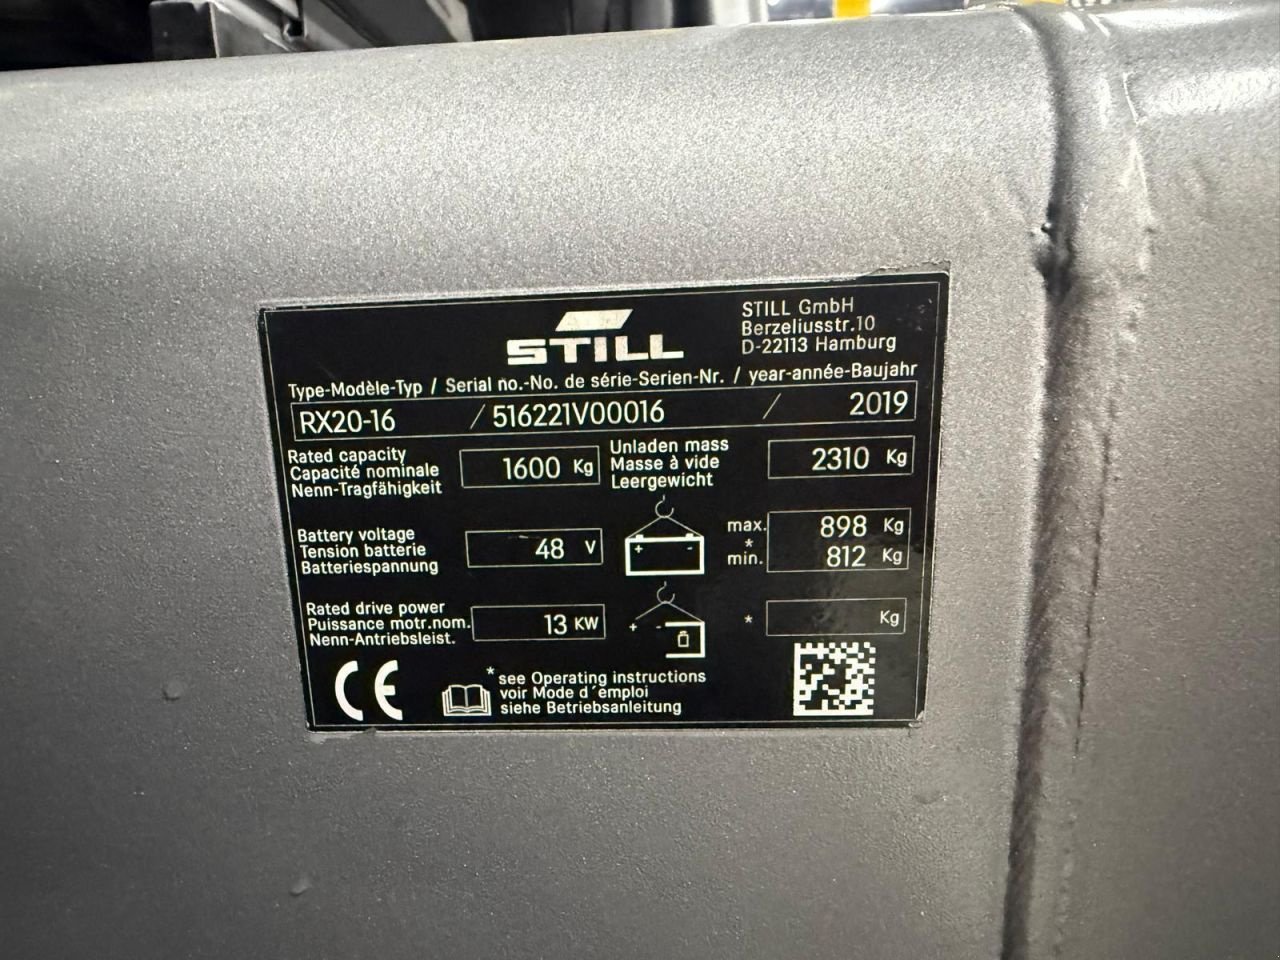 STILL
STILL GmbH
Berzeliusstr.10
D-22113 Hamburg
Type-Modèle-Typ / Serial no.-No. de série-Serien-Nr. / year-année-Baujahr
RX20-16 / 516221V00016 / 2019
Rated capacity
Capacité nominale
Nenn-Tragfähigkeit
1600 Kg
Unladen mass
Masse à vide
Leergewicht
2310 Kg
Battery voltage
Tension batterie
Batteriespannung
48 V
+ -
max. 898 Kg
*
min. 812 Kg
Rated drive power
Puissance motr.nom.
Nenn-Antriebsleist.
13 KW
+ -
* Kg
CE
* see Operating instructions
voir Mode d´émploi
siehe Betriebsanleitung